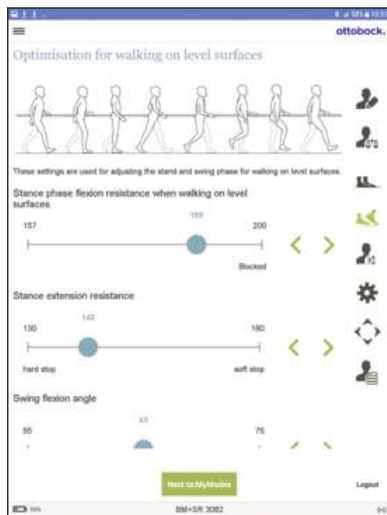 ottobock.
Optimisation for walking on level surfaces
These settings are used for adjusting the stand and swing phase for walking on level surfaces.
Stance phase flexion resistance when walking on level
surfaces
157
200
Blocked
Stance extension resistance
130
180
hard stop
soft stop
Swing flexion angle
65
55
75
Next to:MyModes
Logout